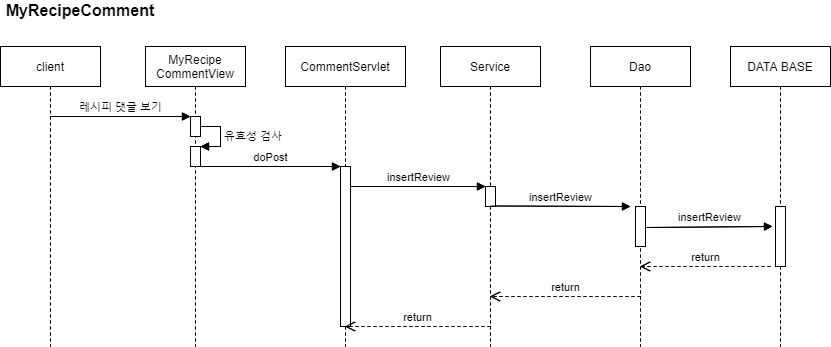 MyRecipeComment
client
MyRecipe
CommentView
CommentServlet
Service
Dao
DATA BASE
레시피 댓글 보기
유효성 검사
doPost
insertReview
insertReview
insertReview
return
return
return